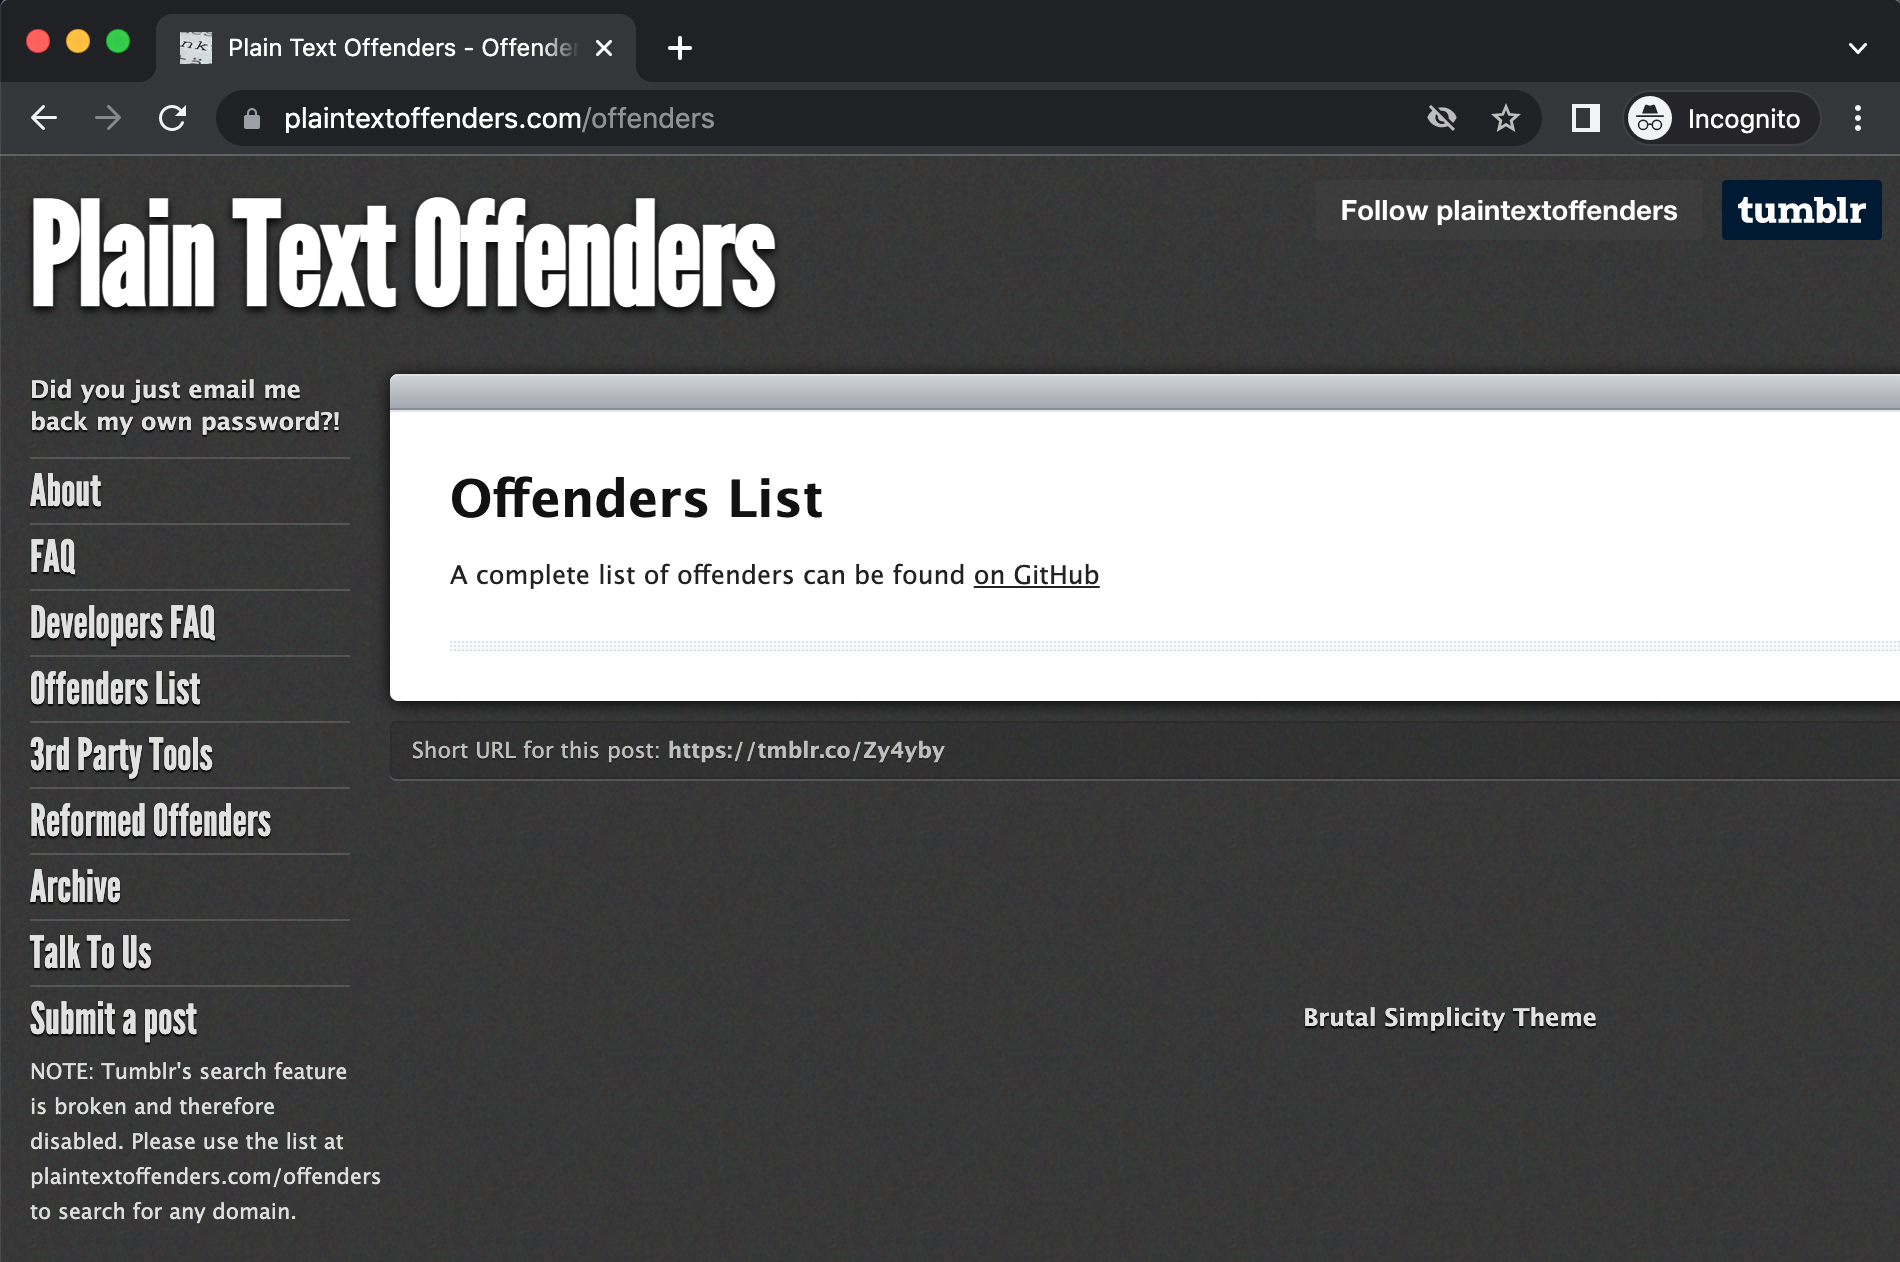 Plain Text Offenders - Offender
plaintextoffenders.com/offenders
Incognito
Plain Text Offenders
Follow plaintextoffenders
tumblr
Did you just email me
back my own password?!
About
FAQ
Developers FAQ
Offenders List
3rd Party Tools
Reformed Offenders
Archive
Talk To Us
Submit a post
NOTE: Tumblr's search feature
is broken and therefore
disabled. Please use the list at
plaintextoffenders.com/offenders
to search for any domain.
Offenders List
A complete list of offenders can be found on GitHub
Short URL for this post: https://tmblr.co/Zy4yby
Brutal Simplicity Theme